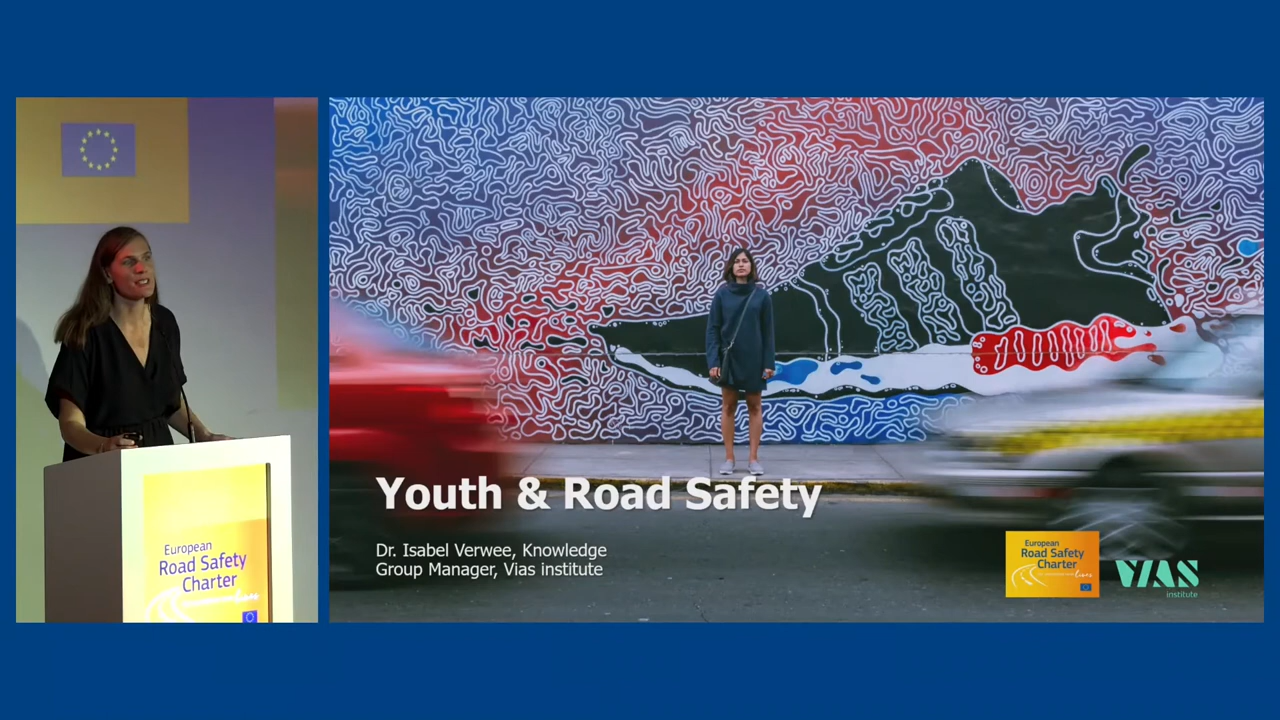 European
Road Safety
Charter
Youth & Road Safety
Dr. Isabel Verwee, Knowledge
Group Manager, Vias institute
European
Road Safety
Charter
lives
VIAS
institute